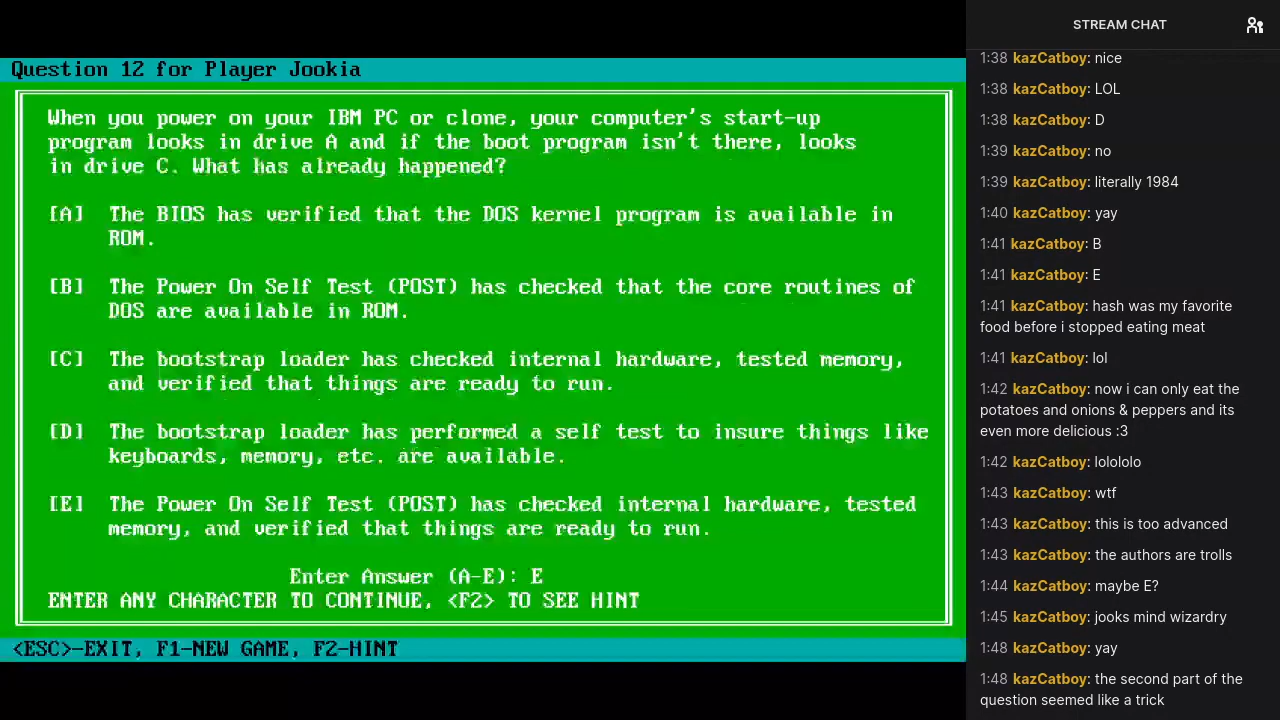 Question 12 for Player Jookia
When you power on your IBM PC or clone, your computer's start-up
program looks in drive A and if the boot program isn't there, looks
in drive C. What has already happened?
[A] The BIOS has verified that the DOS kernel program is available in
ROM.
[B] The Power On Self Test (POST) has checked that the core routines of
DOS are available in ROM.
[C] The bootstrap loader has checked internal hardware, tested memory,
and verified that things are ready to run.
[D] The bootstrap loader has performed a self test to insure things like
keyboards, memory, etc. are available.
[E] The Power On Self Test (POST) has checked internal hardware, tested
memory, and verified that things are ready to run.
Enter Answer (A-E): E
ENTER ANY CHARACTER TO CONTINUE, <F2> TO SEE HINT
<ESC>-EXIT, F1-NEW GAME, F2-HINT
STREAM CHAT
1:38 kazCatboy: nice
1:38 kazCatboy: LOL
1:38 kazCatboy: D
1:39 kazCatboy: no
1:39 kazCatboy: literally 1984
1:40 kazCatboy: yay
1:41 kazCatboy: B
1:41 kazCatboy: E
1:41 kazCatboy: hash was my favorite
food before i stopped eating meat
1:41 kazCatboy: lol
1:42 kazCatboy: now i can only eat the
potatoes and onions & peppers and its
even more delicious :3
1:42 kazCatboy: lolololo
1:43 kazCatboy: wtf
1:43 kazCatboy: this is too advanced
1:43 kazCatboy: the authors are trolls
1:44 kazCatboy: maybe E?
1:45 kazCatboy: jooks mind wizardry
1:48 kazCatboy: yay
1:48 kazCatboy: the second part of the
question seemed like a trick